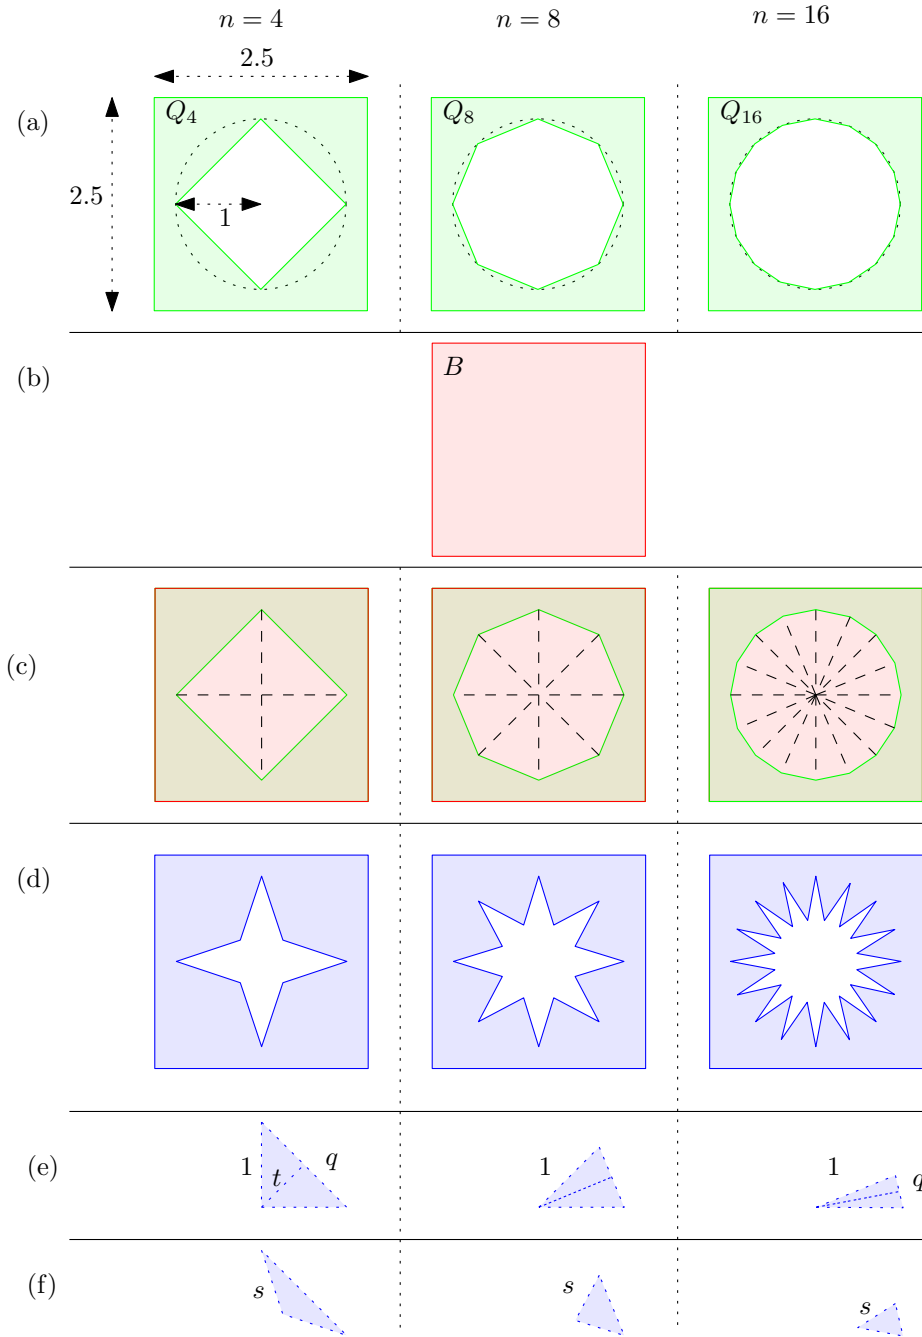 n = 4 n = 8 n = 16
2.5
(a) Q4 Q8 Q16
2.5 1
(b) B
(c)
(d)
(e) 1 t q 1 1 q
(f) s s s